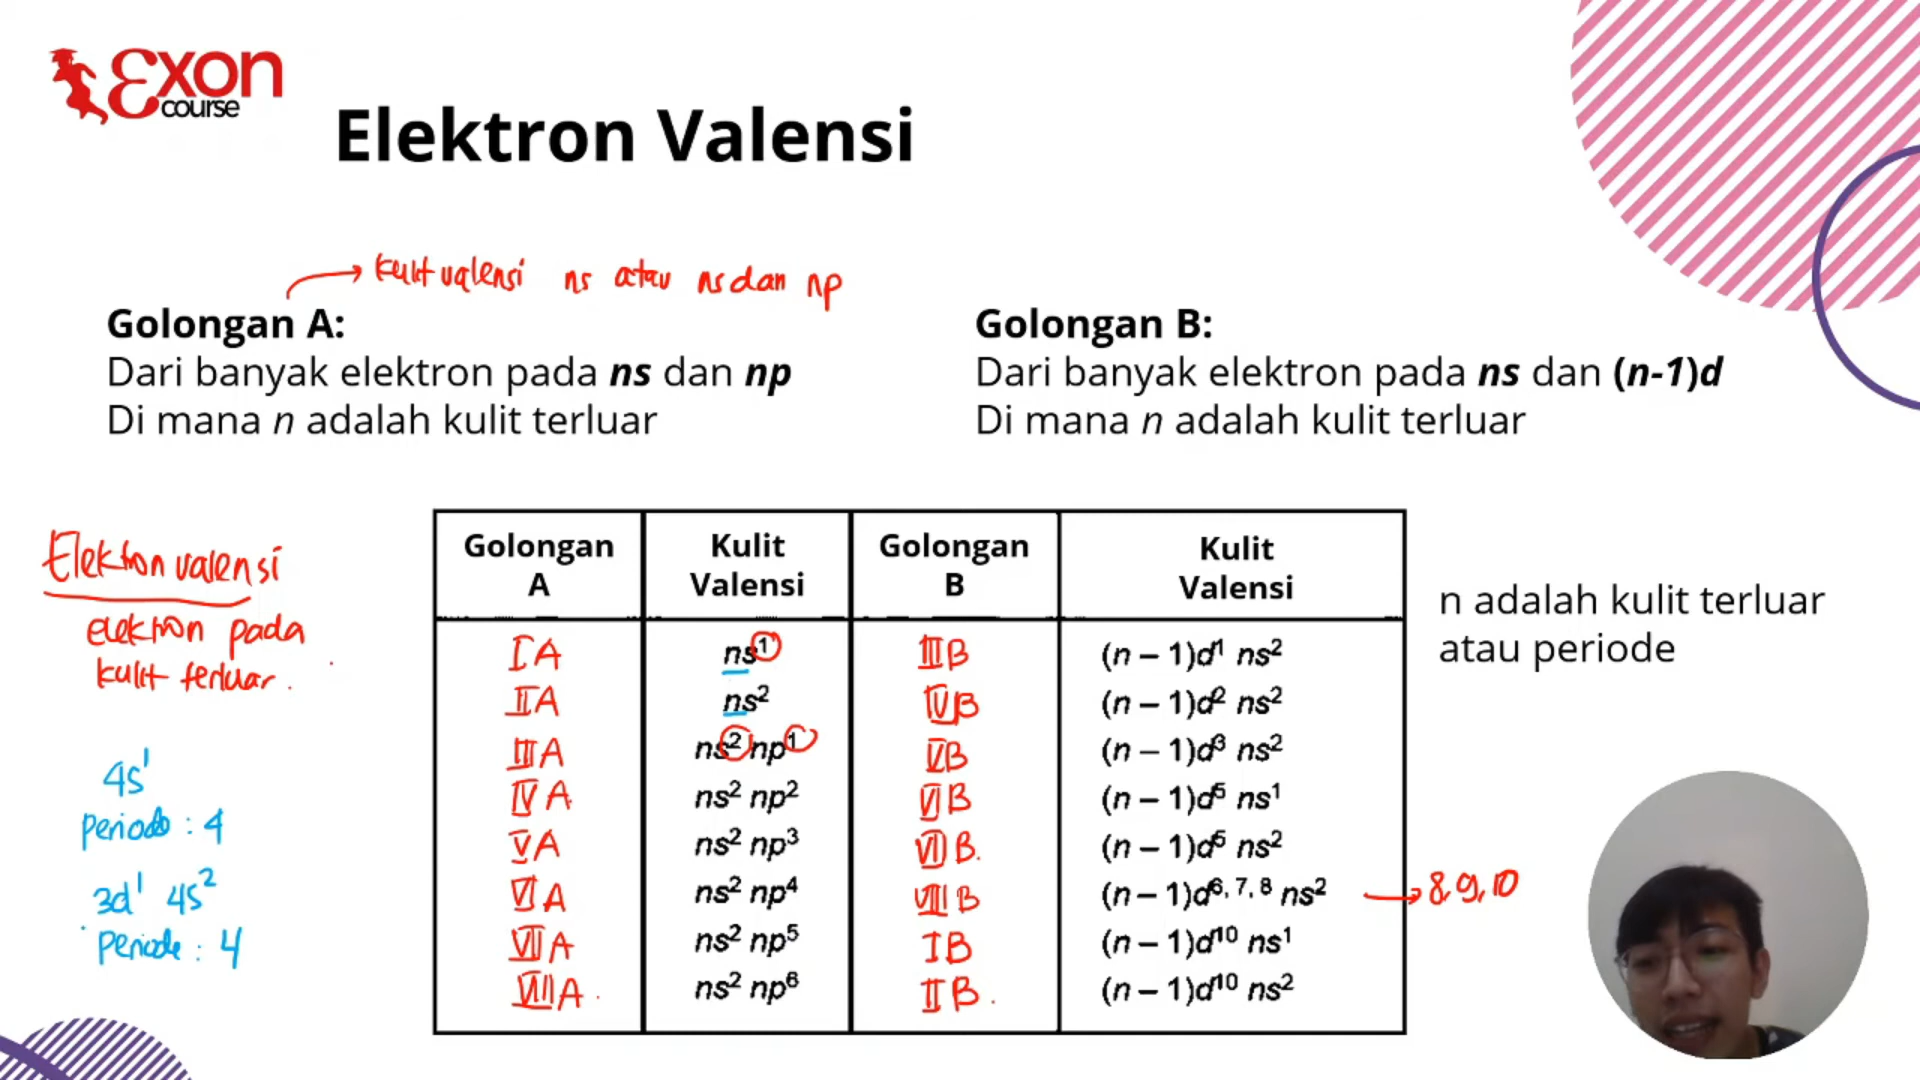 Exon
course
Elektron Valensi
kulit valensi ns atau ns dan np
Golongan A:
Dari banyak elektron pada ns dan np
Di mana n adalah kulit terluar
Golongan B:
Dari banyak elektron pada ns dan (n-1)d
Di mana n adalah kulit terluar
Elektron valensi
elektron pada
kulit terluar.
4s¹
periode : 4
3d¹ 4s²
Periode : 4
Golongan A | Kulit Valensi | Golongan B | Kulit Valensi
IA | ns¹ | IIIB | (n – 1)d¹ ns²
IIA | ns² | IVB | (n – 1)d² ns²
IIIA | ns² np¹ | VB | (n – 1)d³ ns²
IVA | ns² np² | VIB | (n – 1)d⁵ ns¹
VA | ns² np³ | VIIB. | (n – 1)d⁵ ns²
VIA | ns² np⁴ | VIIIB | (n – 1)d⁶,⁷,⁸ ns² → 8,9,10
VIIA | ns² np⁵ | IB | (n – 1)d¹⁰ ns¹
VIIIA. | ns² np⁶ | IIB. | (n – 1)d¹⁰ ns²
n adalah kulit terluar
atau periode